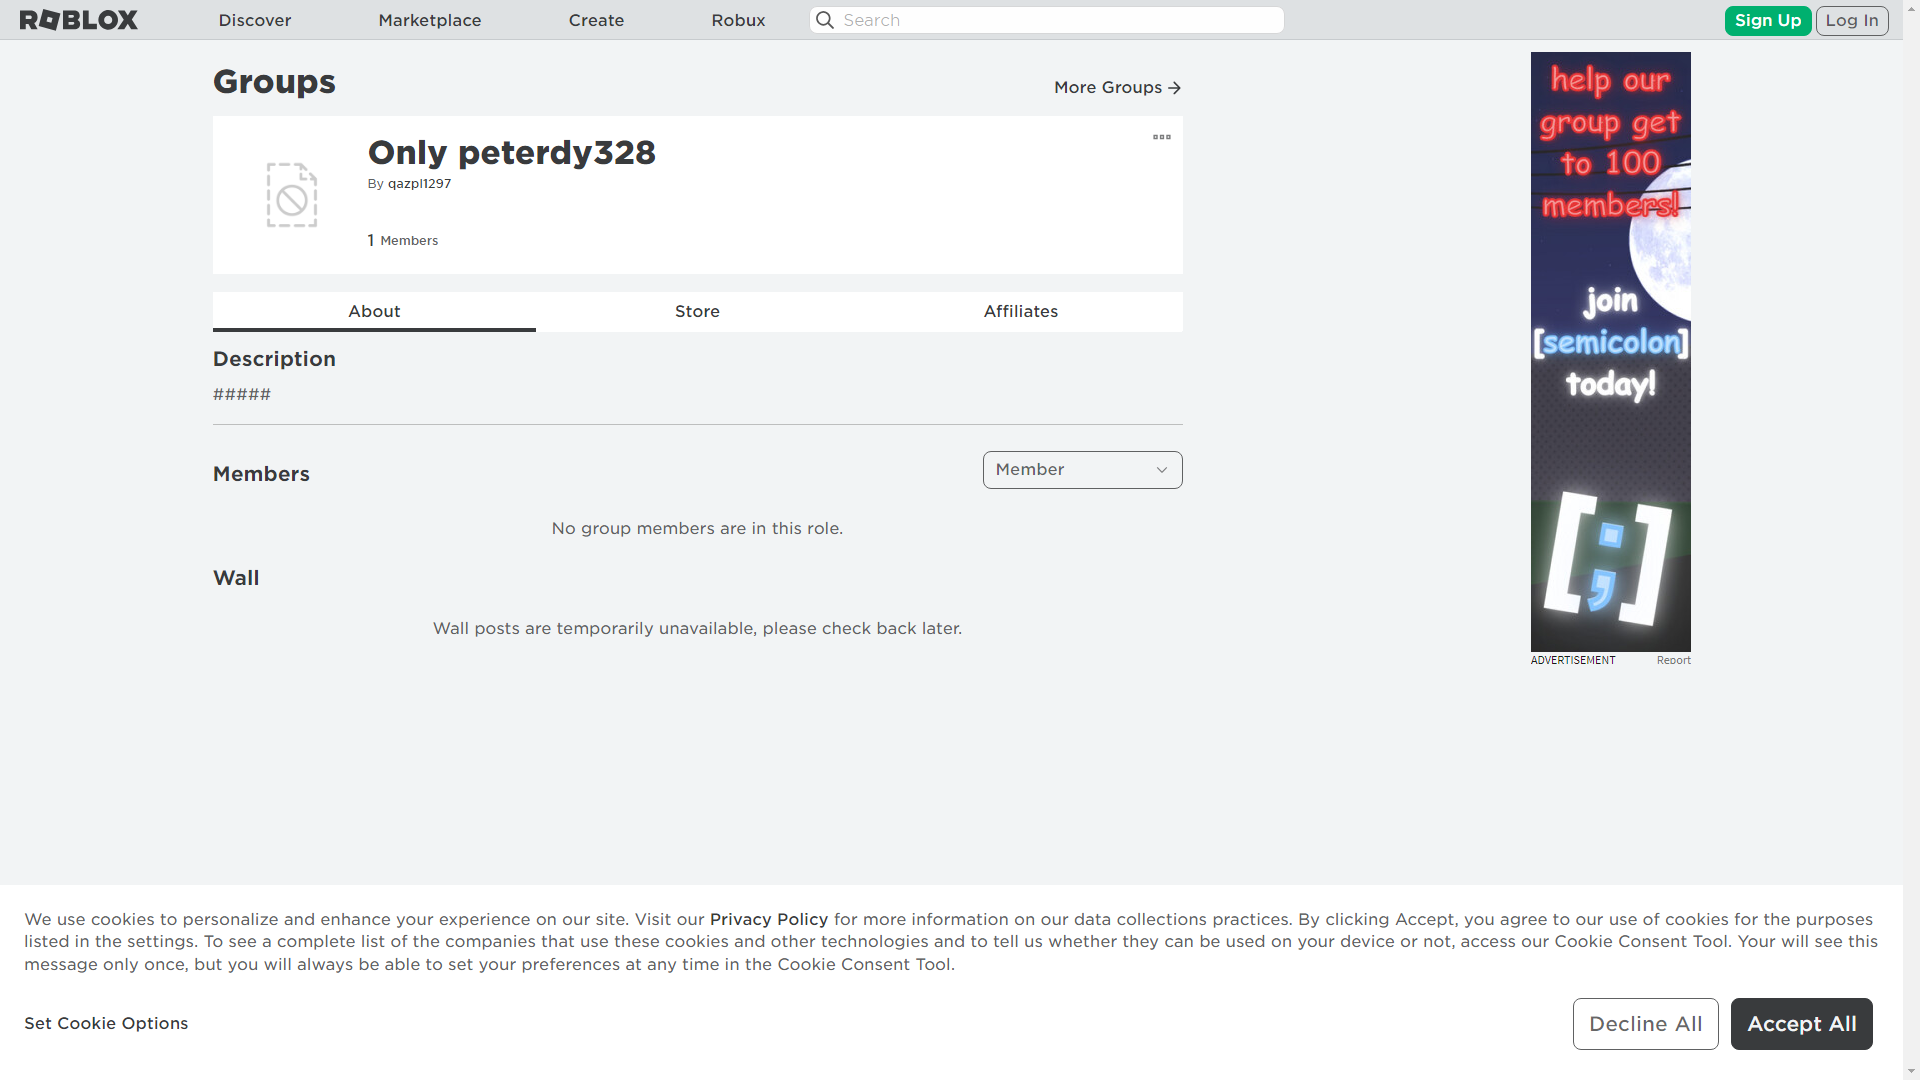 ROBLOX
Discover
Marketplace
Create
Robux
Search
Sign Up
Log In
Groups
More Groups
Only peterdy328
By qazpl1297
1 Members
About
Store
Affiliates
Description
#####
Members
Member
No group members are in this role.
Wall
Wall posts are temporarily unavailable, please check back later.
help our
group get
to 100
members!
join
[semicolon]
today!
[;]
ADVERTISEMENT
Report
We use cookies to personalize and enhance your experience on our site. Visit our Privacy Policy for more information on our data collections practices. By clicking Accept, you agree to our use of cookies for the purposes
listed in the settings. To see a complete list of the companies that use these cookies and other technologies and to tell us whether they can be used on your device or not, access our Cookie Consent Tool. Your will see this
message only once, but you will always be able to set your preferences at any time in the Cookie Consent Tool.
Set Cookie Options
Decline All
Accept All